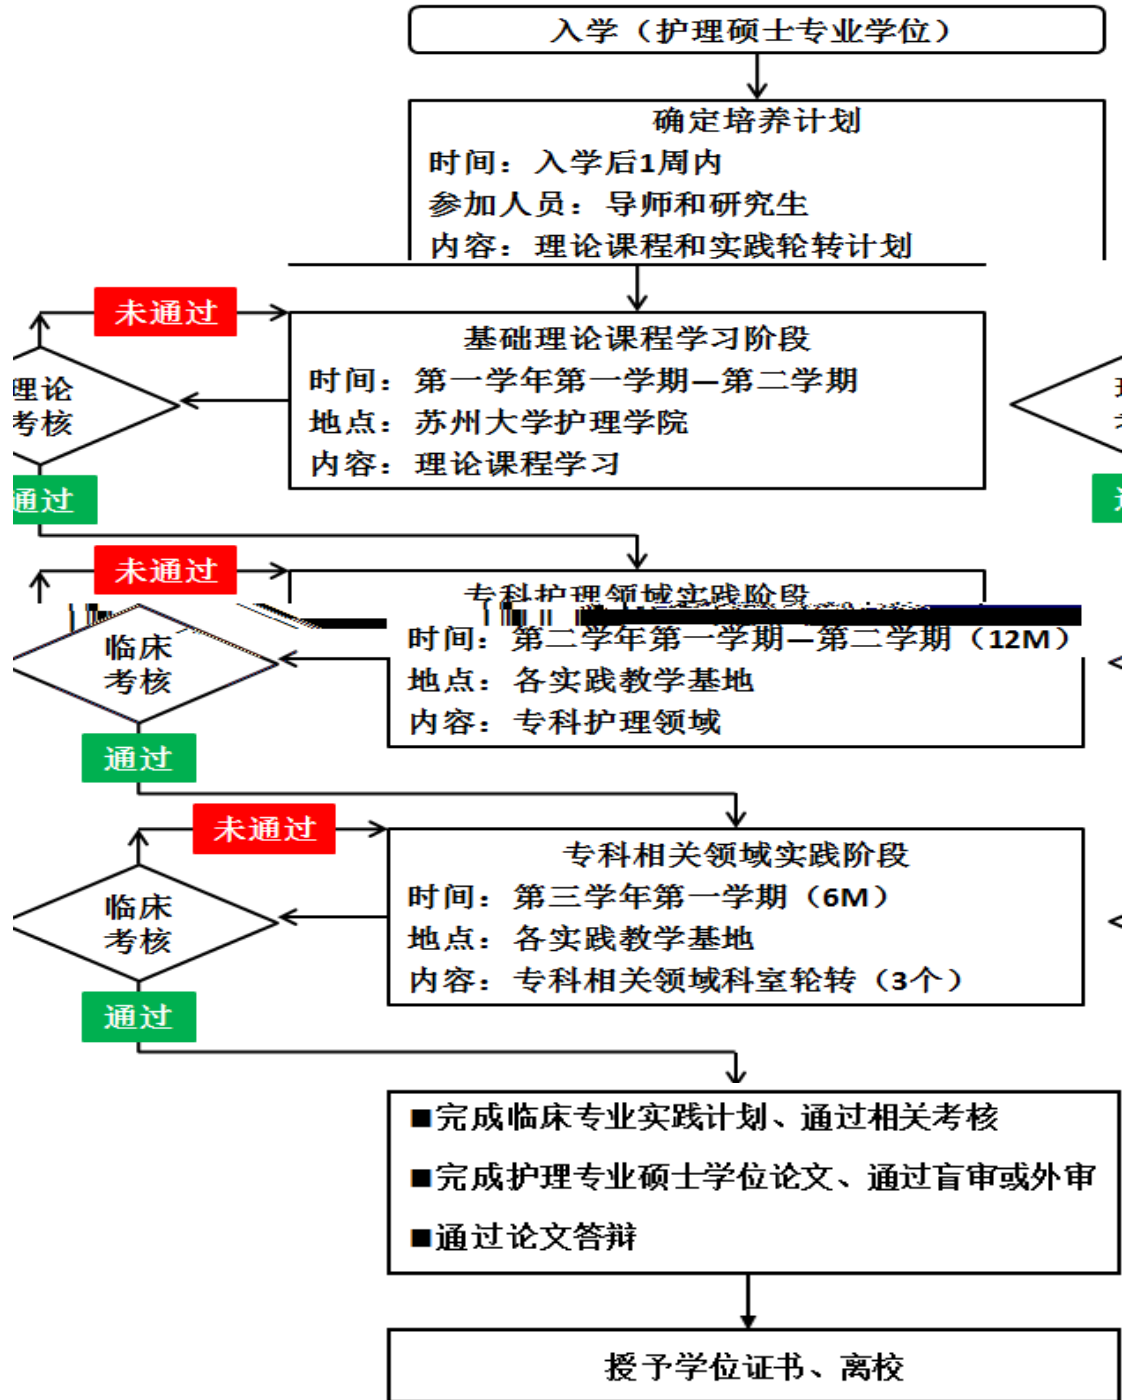 入学（护理硕士专业学位）
确定培养计划
时间：入学后1周内
参加人员：导师和研究生
内容：理论课程和实践轮转计划
未通过
基础理论课程学习阶段
时间：第一学年第一学期—第二学期
地点：苏州大学护理学院
内容：理论课程学习
理论
考核
通过
未通过
专科护理领域实践阶段
时间：第二学年第一学期—第二学期（12M）
地点：各实践教学基地
内容：专科护理领域
临床
考核
通过
未通过
专科相关领域实践阶段
时间：第三学年第一学期（6M）
地点：各实践教学基地
内容：专科相关领域科室轮转（3个）
临床
考核
通过
■完成临床专业实践计划、通过相关考核
■完成护理专业硕士学位论文、通过盲审或外审
■通过论文答辩
授予学位证书、离校